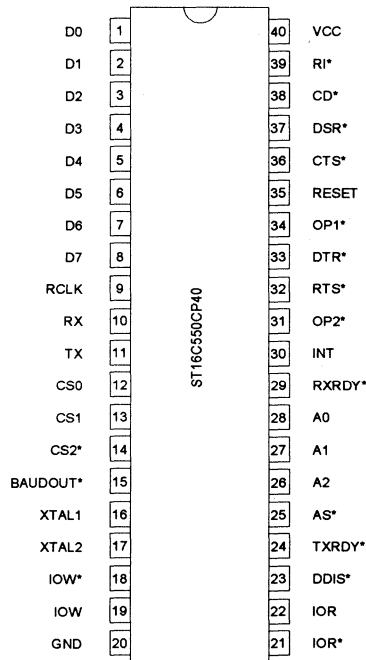 D0 1 40 VCC
D1 2 39 RI*
D2 3 38 CD*
D3 4 37 DSR*
D4 5 36 CTS*
D5 6 35 RESET
D6 7 34 OP1*
D7 8 33 DTR*
RCLK 9 32 RTS*
RX 10 31 OP2*
TX 11 30 INT
CS0 12 29 RXRDY*
CS1 13 28 A0
CS2* 14 27 A1
BAUDOUT* 15 26 A2
XTAL1 16 25 AS*
XTAL2 17 24 TXRDY*
IOW* 18 23 DDIS*
IOW 19 22 IOR
GND 20 21 IOR*
ST16C550CP40